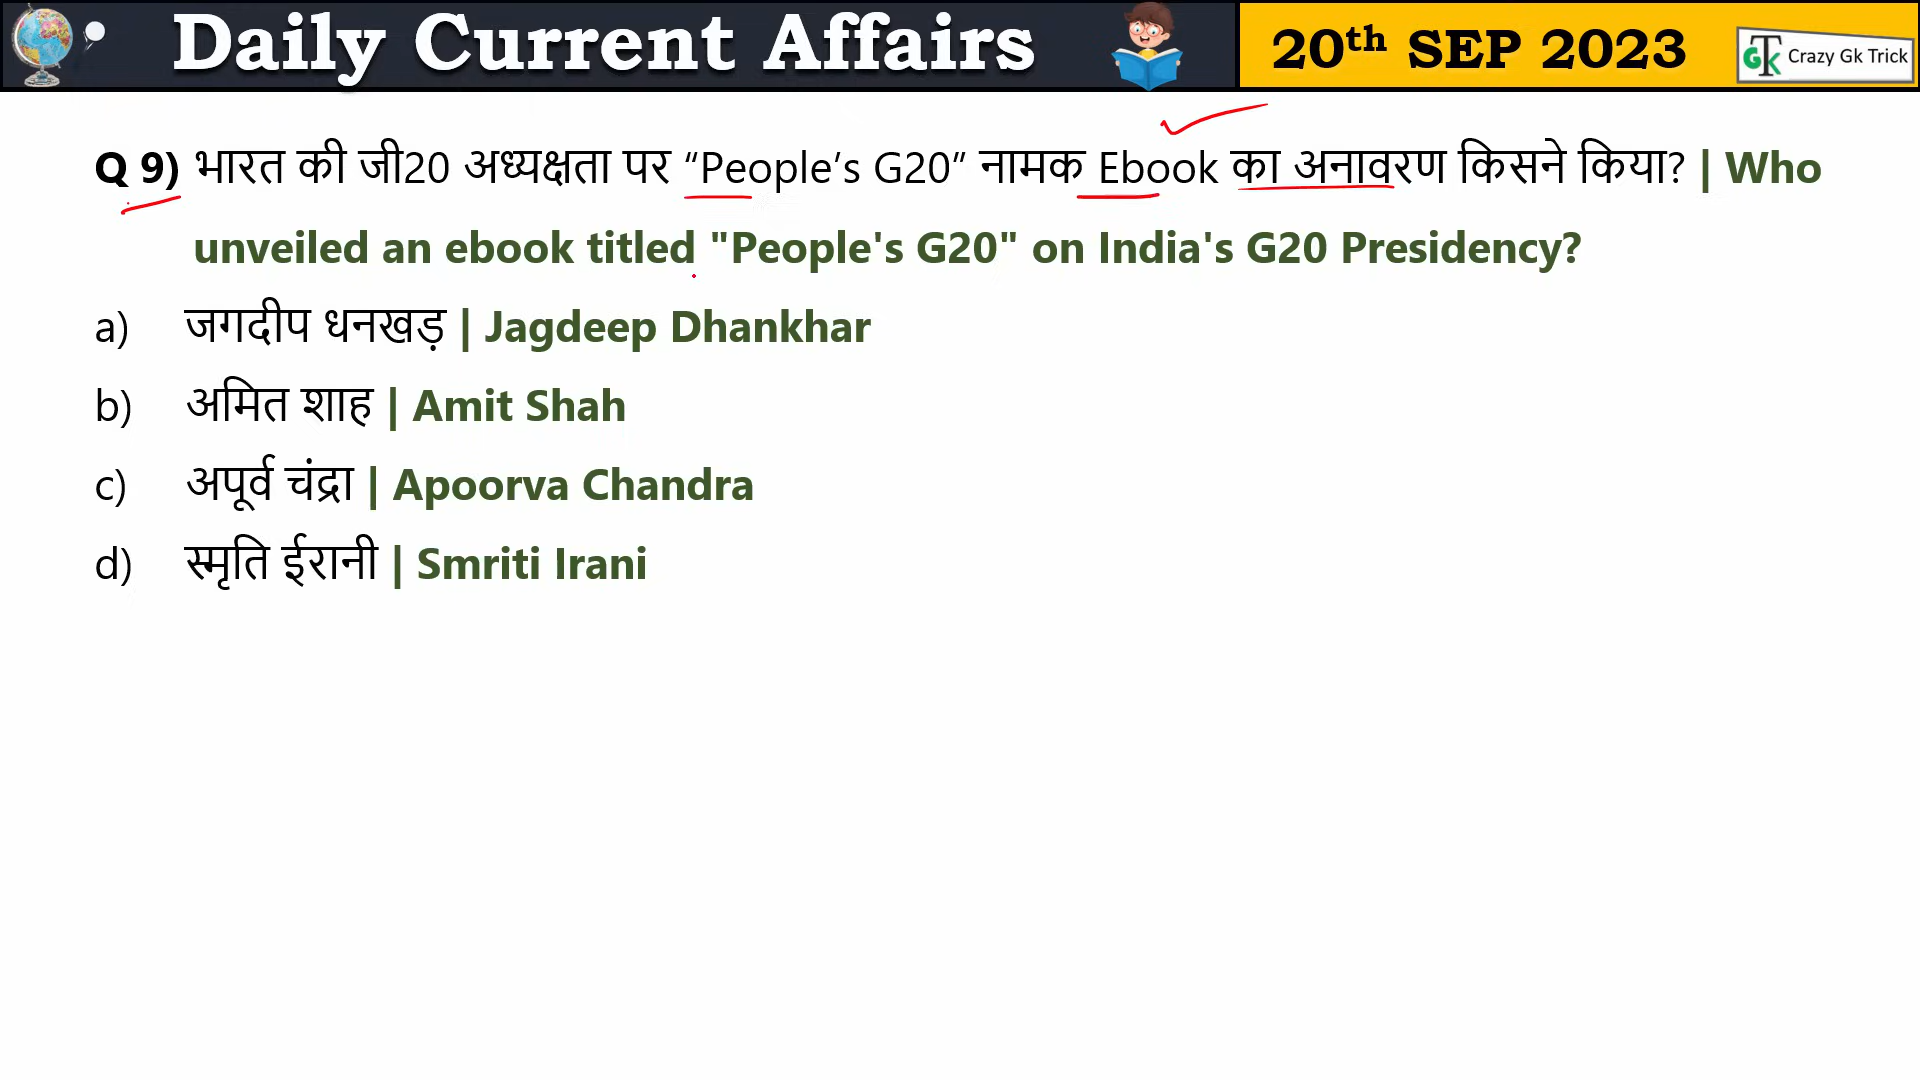 Daily Current Affairs
20th SEP 2023
GTK Crazy Gk Trick
Q 9) भारत की जी20 अध्यक्षता पर “People’s G20” नामक Ebook का अनावरण किसने किया? | Who
unveiled an ebook titled "People's G20" on India's G20 Presidency?
a) जगदीप धनखड़ | Jagdeep Dhankhar
b) अमित शाह | Amit Shah
c) अपूर्व चंद्रा | Apoorva Chandra
d) स्मृति ईरानी | Smriti Irani